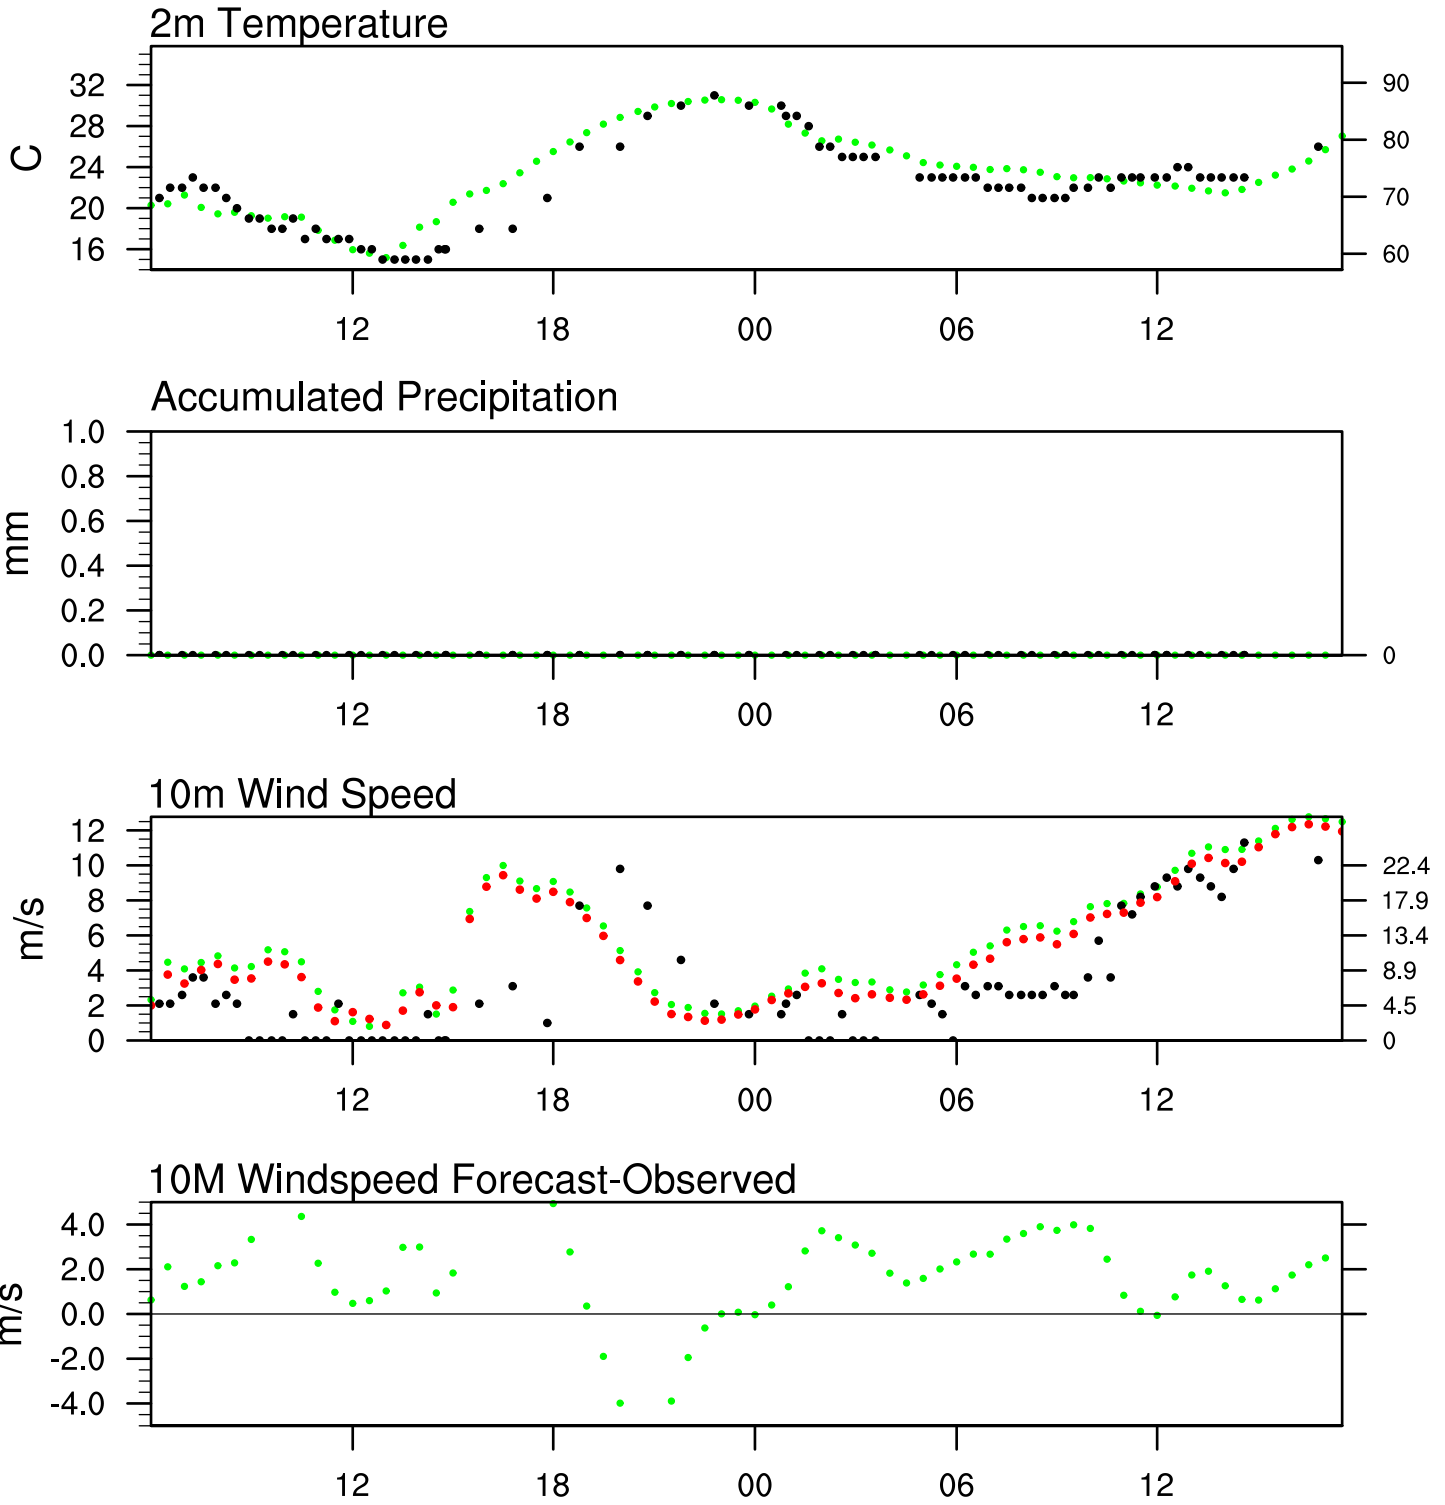 2m Temperature
32
28
24
20
16
C
90
80
70
60
12 18 00 06 12
Accumulated Precipitation
1.0
0.8
0.6
0.4
0.2
0.0
mm
0
12 18 00 06 12
10m Wind Speed
12
10
8
6
4
2
0
m/s
22.4
17.9
13.4
8.9
4.5
0
12 18 00 06 12
10M Windspeed Forecast-Observed
4.0
2.0
0.0
-2.0
-4.0
m/s
12 18 00 06 12